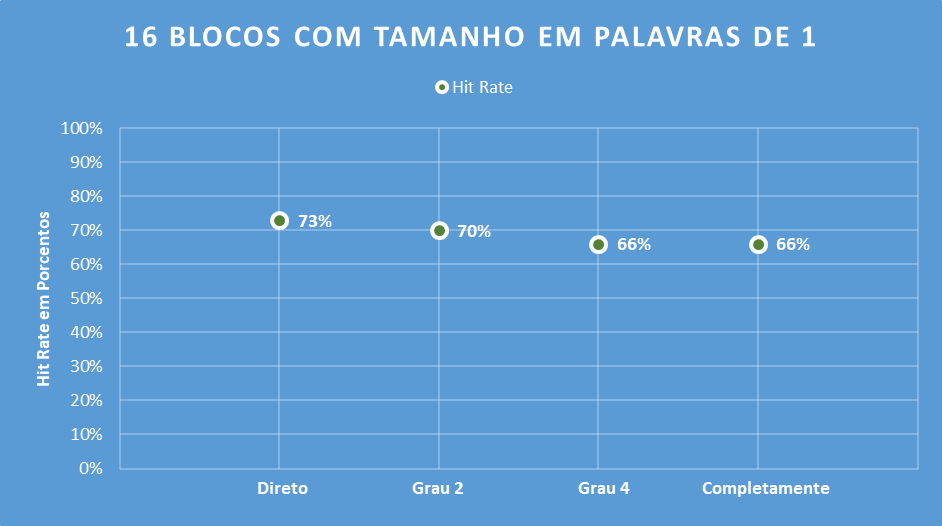 16 BLOCOS COM TAMANHO EM PALAVRAS DE 1
Hit Rate
Hit Rate em Porcentos
100%
90%
80%
70%
60%
50%
40%
30%
20%
10%
0%
73%
70%
66%
66%
Direto
Grau 2
Grau 4
Completamente